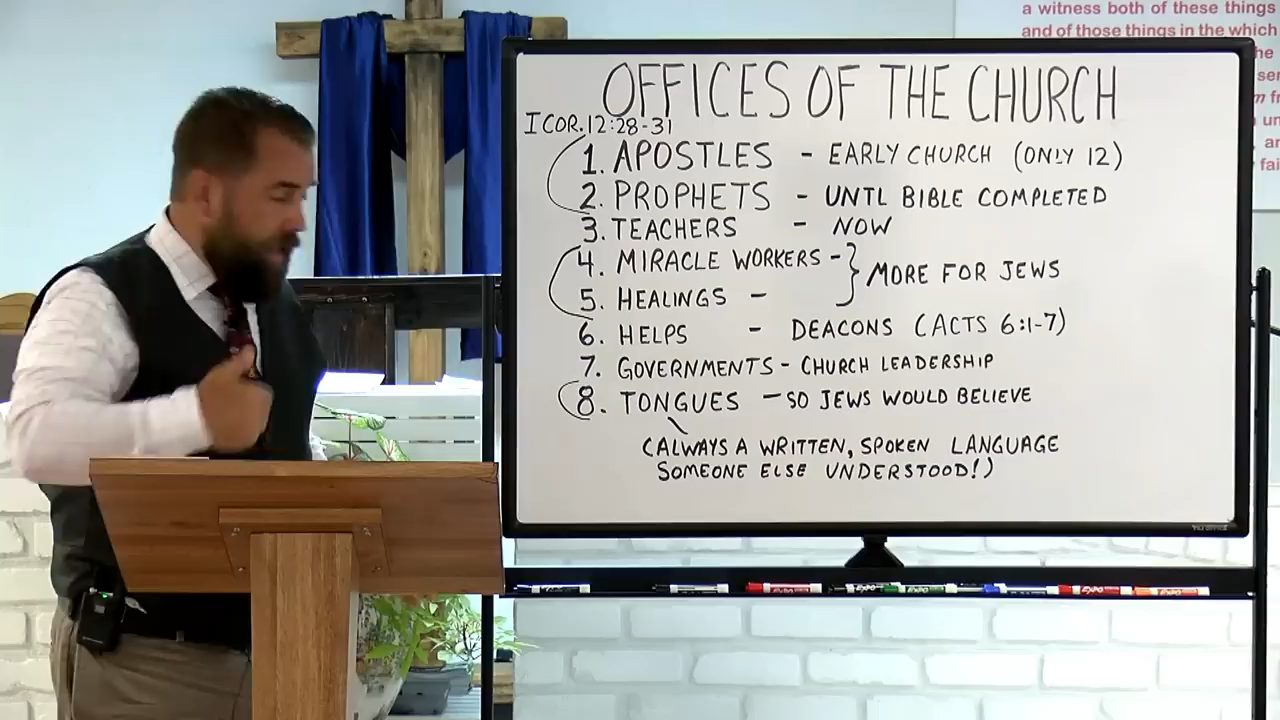 a witness both of these things
and of those things in the which
OFFICES OF THE CHURCH
I COR. 12:28-31
1. APOSTLES - EARLY CHURCH (ONLY 12)
2. PROPHETS - UNTL BIBLE COMPLETED
3. TEACHERS - NOW
4. MIRACLE WORKERS - } MORE FOR JEWS
5. HEALINGS -
6. HELPS - DEACONS (ACTS 6:1-7)
7. GOVERNMENTS - CHURCH LEADERSHIP
8. TONGUES - SO JEWS WOULD BELIEVE
(ALWAYS A WRITTEN, SPOKEN LANGUAGE
SOMEONE ELSE UNDERSTOOD!)
EXPO